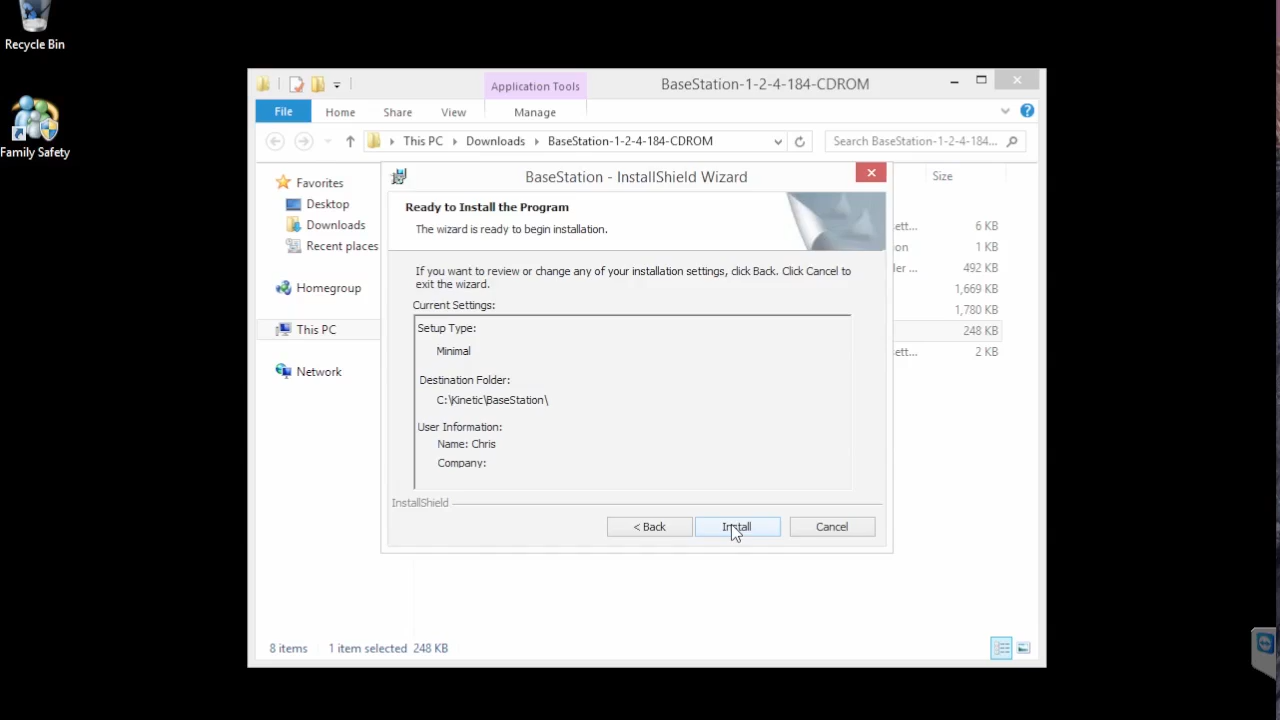 Recycle Bin
Family Safety
Application Tools
BaseStation-1-2-4-184-CDROM
File
Home
Share
View
Manage
This PC
Downloads
BaseStation-1-2-4-184-CDROM
Search BaseStation-1-2-4-184...
Favorites
Desktop
Downloads
Recent places
Homegroup
This PC
Network
Size
ett...
6 KB
on
1 KB
ler ...
492 KB
1,669 KB
1,780 KB
248 KB
ett...
2 KB
BaseStation - InstallShield Wizard
Ready to Install the Program
The wizard is ready to begin installation.
If you want to review or change any of your installation settings, click Back. Click Cancel to
exit the wizard.
Current Settings:
Setup Type:
Minimal
Destination Folder:
C:\Kinetic\BaseStation\
User Information:
Name: Chris
Company:
InstallShield
< Back
Install
Cancel
8 items
1 item selected 248 KB